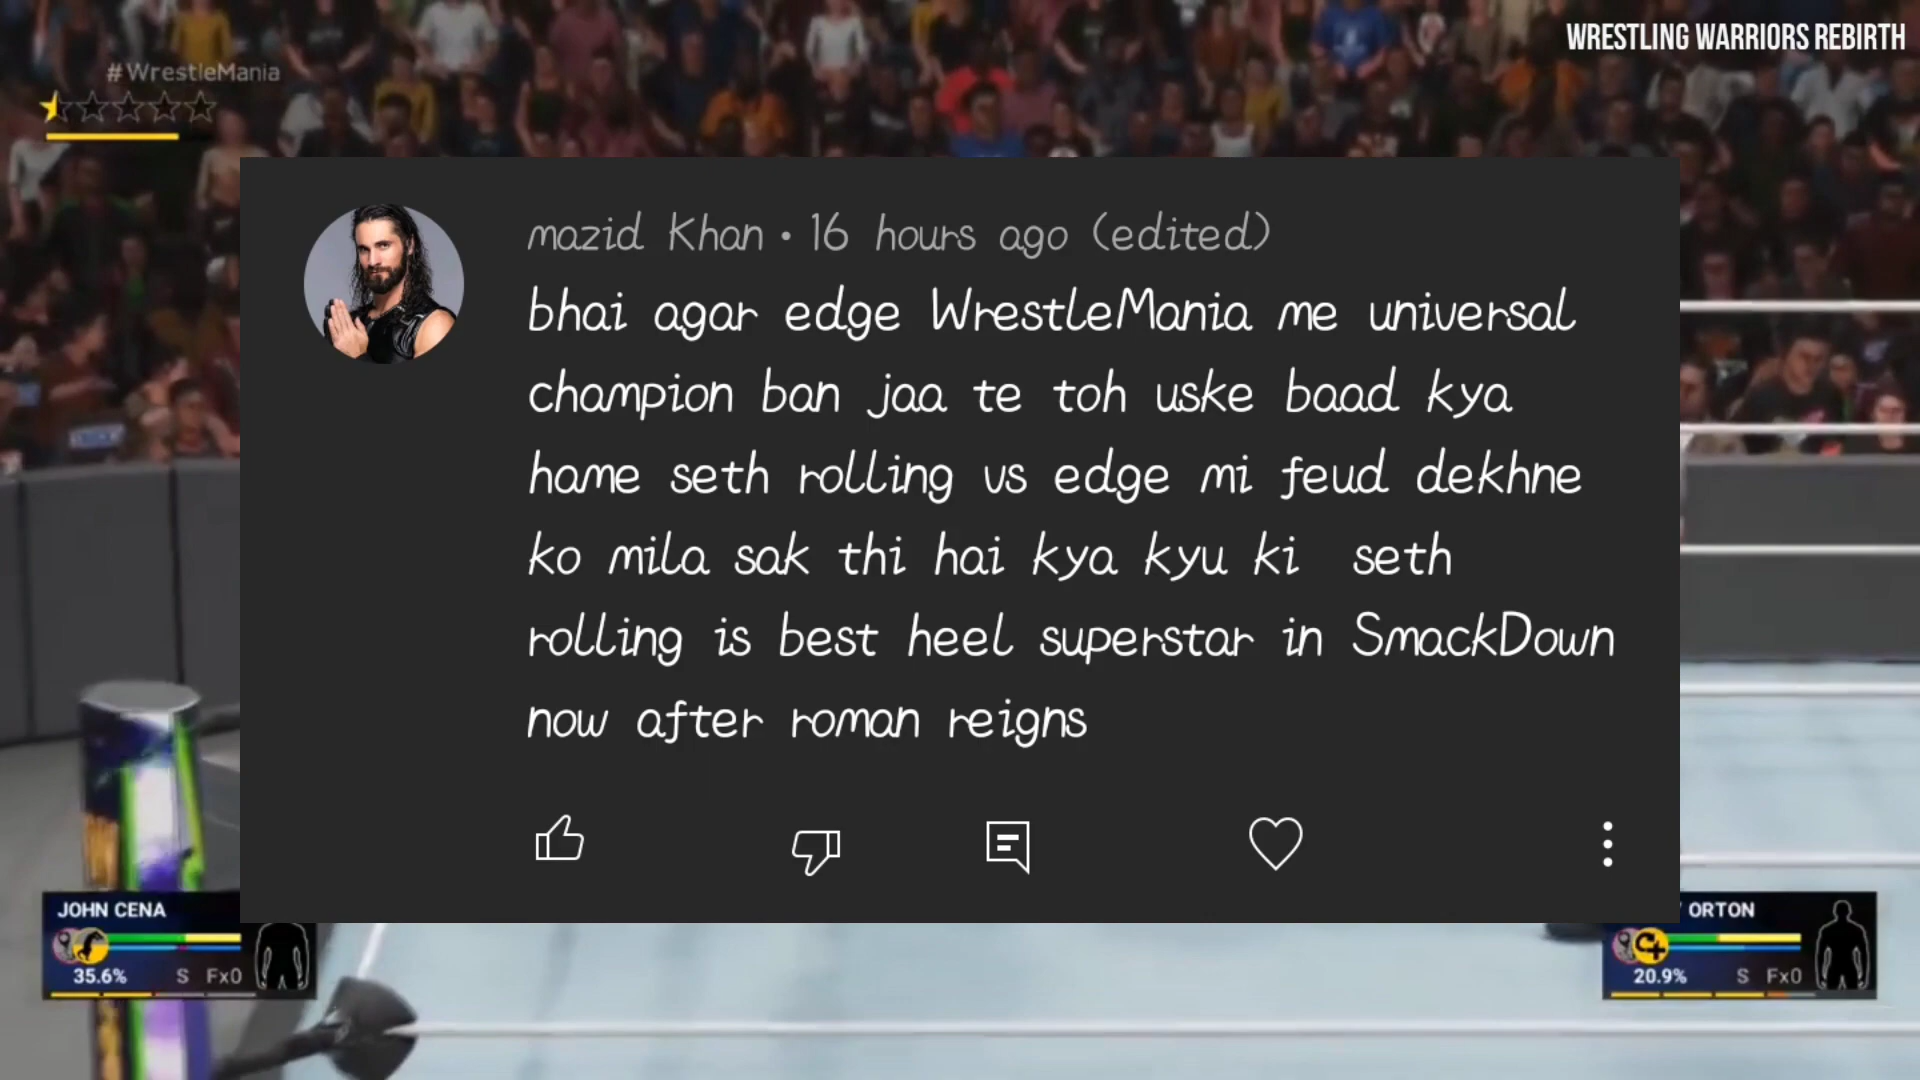 WRESTLING WARRIORS REBIRTH
#WrestleMania
mazid Khan • 16 hours ago (edited)
bhai agar edge WrestleMania me universal
champion ban jaa te toh uske baad kya
hame seth rolling vs edge mi feud dekhne
ko mila sak thi hai kya kyu ki seth
rolling is best heel superstar in SmackDown
now after roman reigns
JOHN CENA
35.6% S Fx0
ORTON
20.9% S Fx0